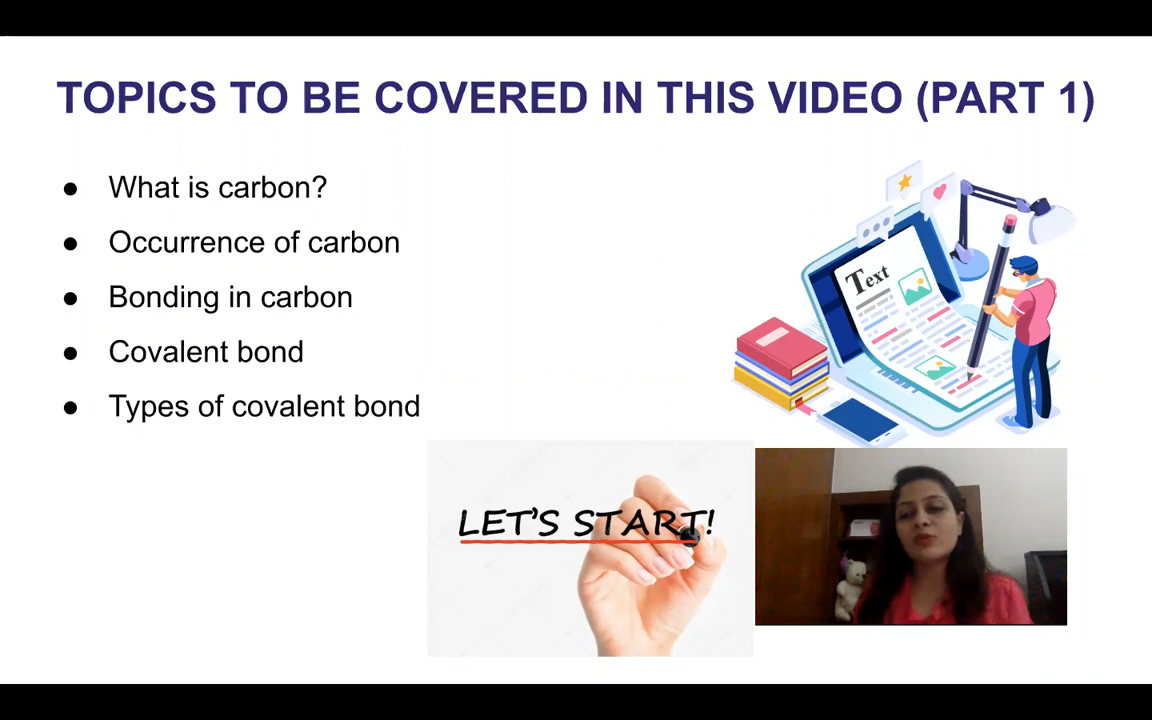 TOPICS TO BE COVERED IN THIS VIDEO (PART 1)
● What is carbon?
● Occurrence of carbon
● Bonding in carbon
● Covalent bond
● Types of covalent bond
Text
LET'S START!